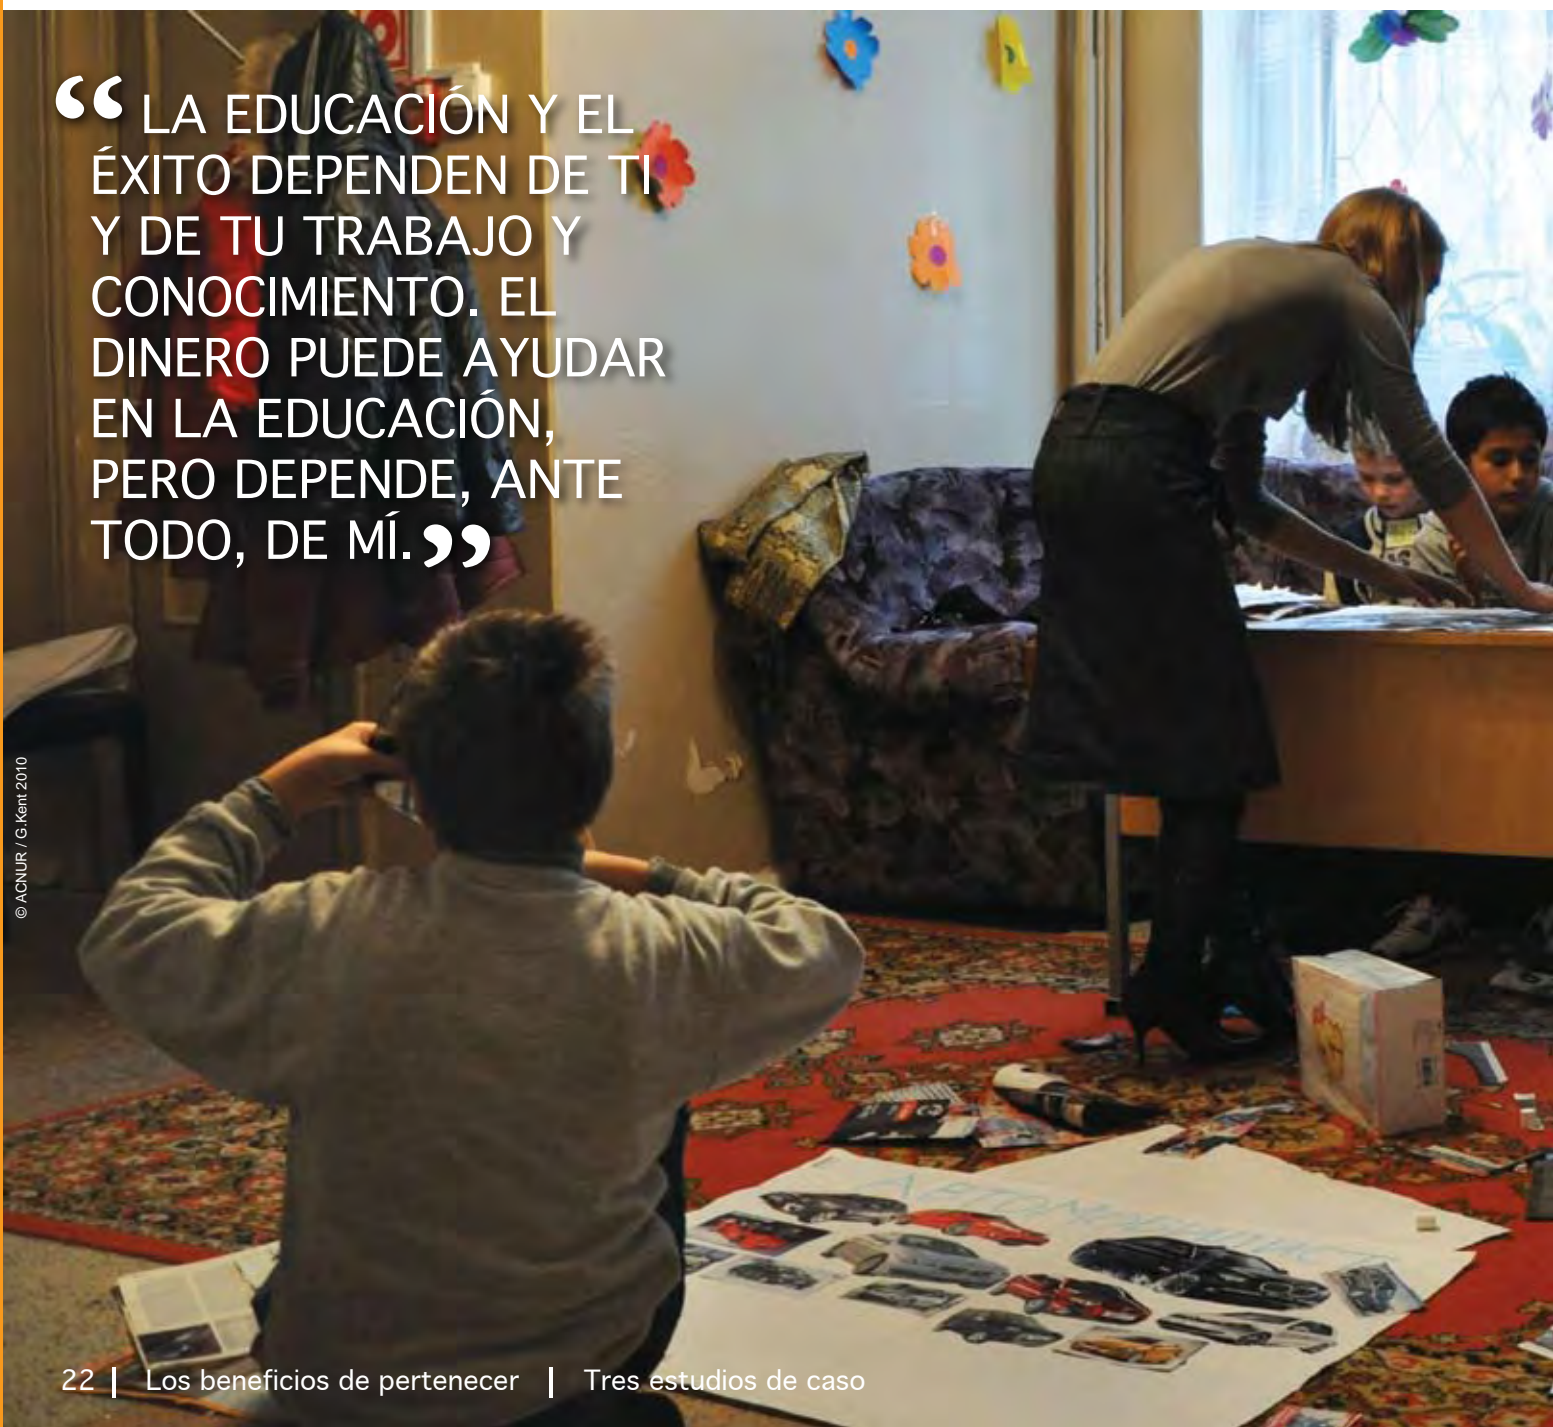 “ LA EDUCACIÓN Y EL
ÉXITO DEPENDEN DE TI
Y DE TU TRABAJO Y
CONOCIMIENTO. EL
DINERO PUEDE AYUDAR
EN LA EDUCACIÓN,
PERO DEPENDE, ANTE
TODO, DE MÍ.”
© ACNUR / G.Kent 2010
22 | Los beneficios de pertenecer | Tres estudios de caso